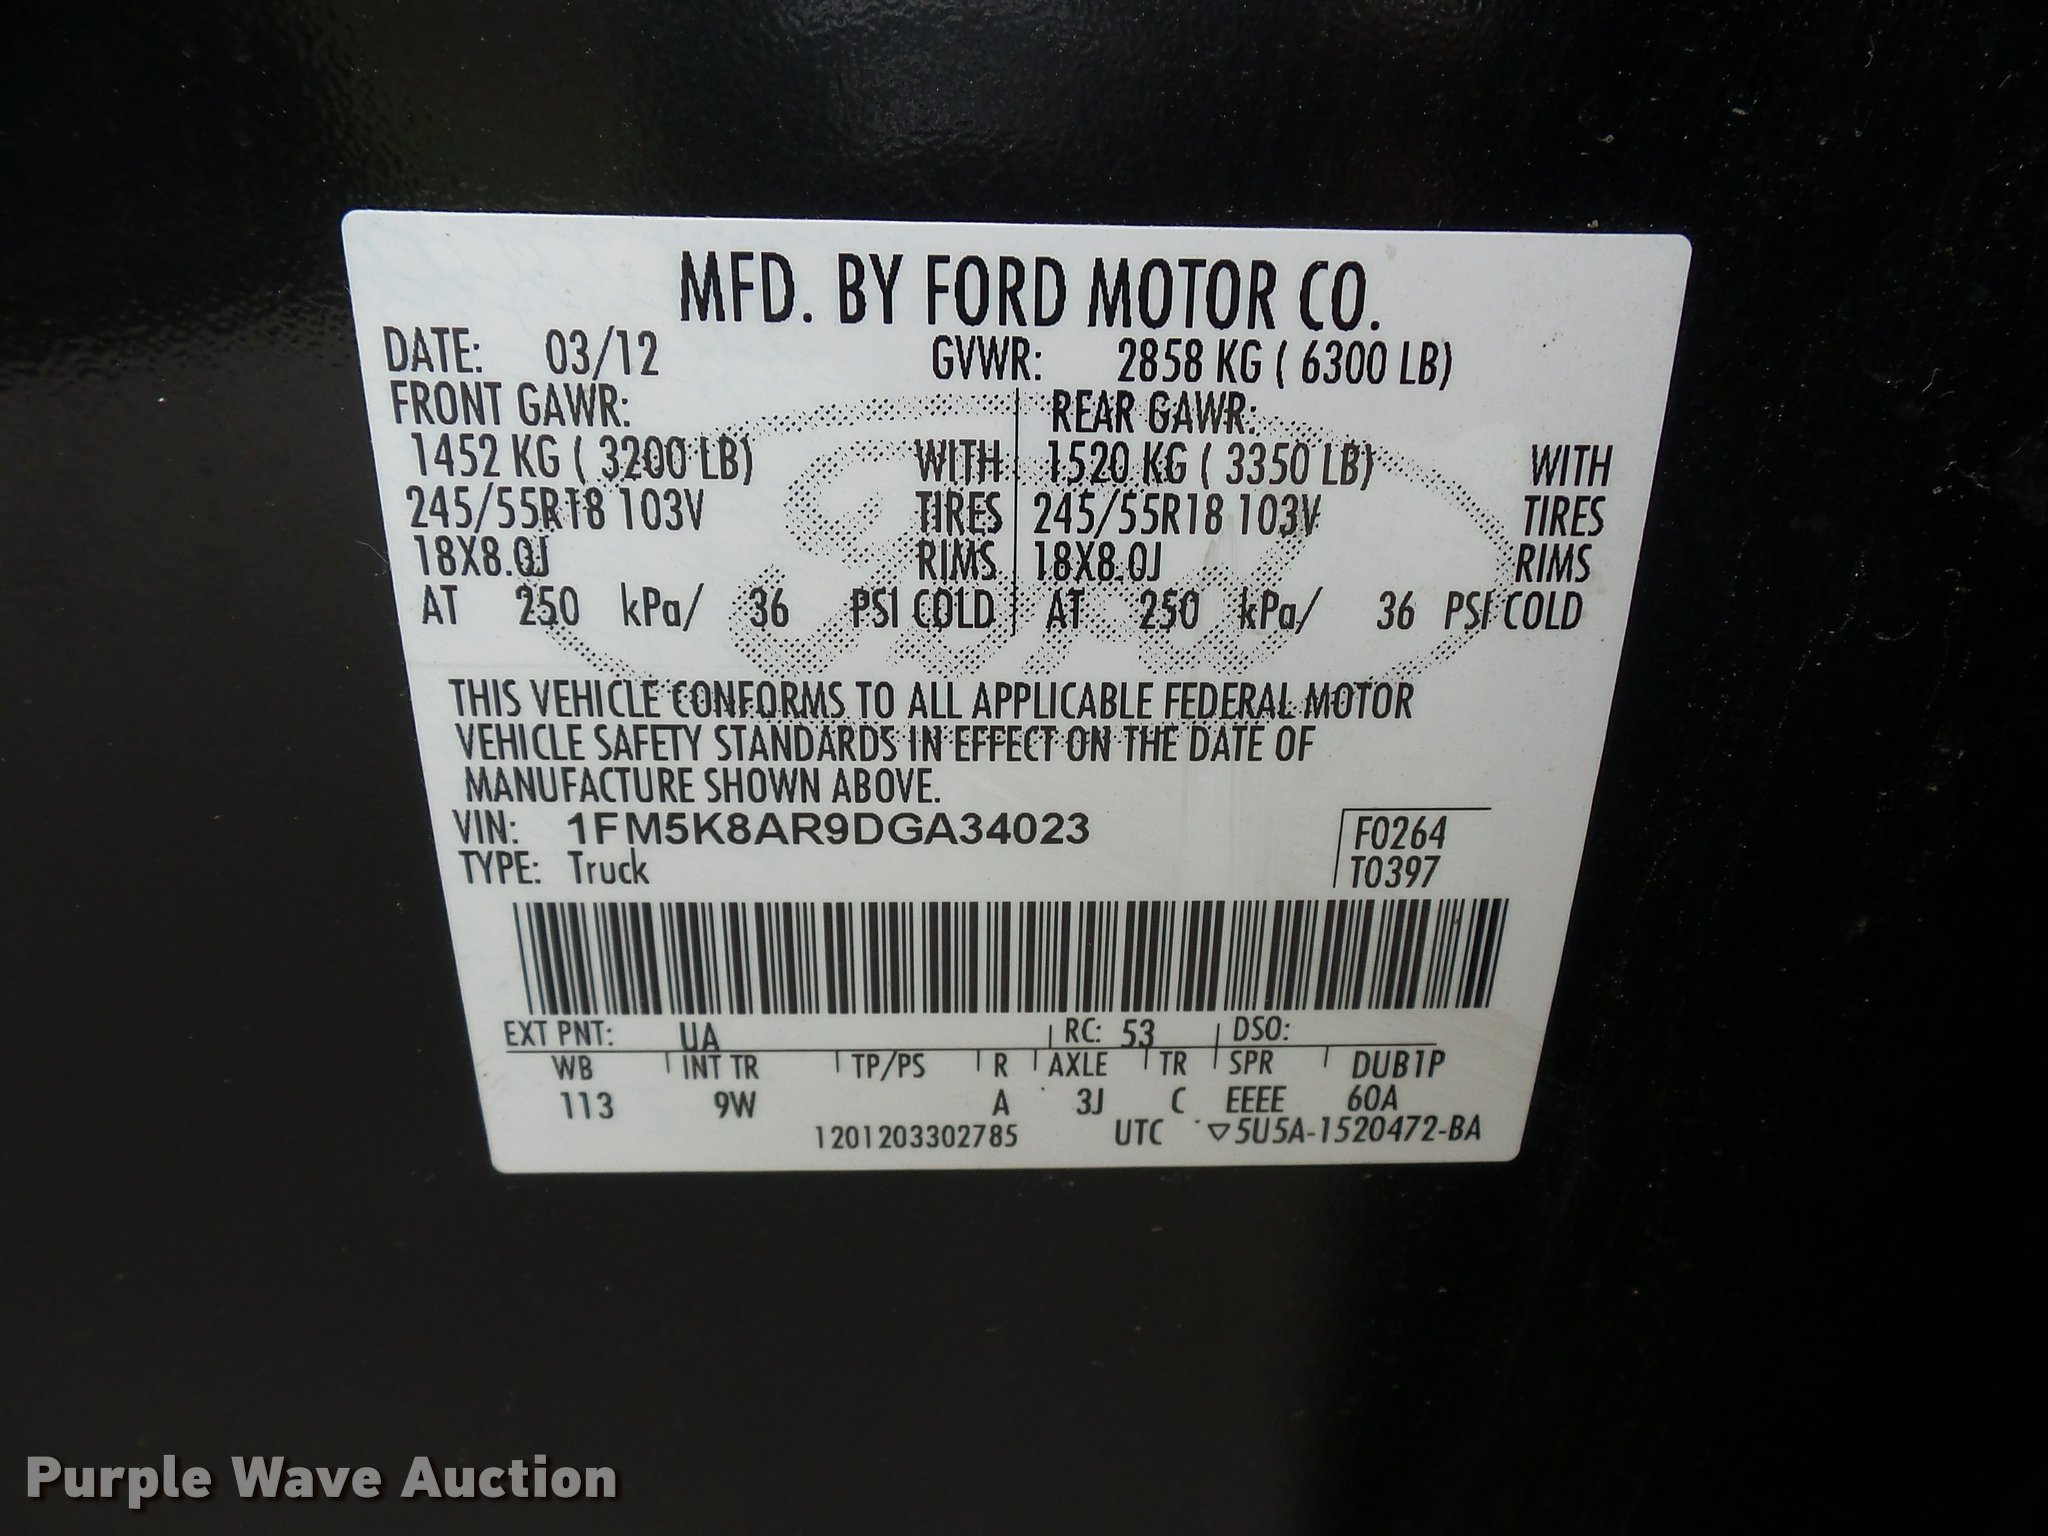 MFD. BY FORD MOTOR CO.
DATE: 03/12 GVWR: 2858 KG ( 6300 LB)
FRONT GAWR: REAR GAWR:
1452 KG ( 3200 LB) WITH 1520 KG ( 3350 LB) WITH
245/55R18 103V TIRES 245/55R18 103V TIRES
18X8.0J RIMS 18X8.0J RIMS
AT 250 kPa/ 36 PSI COLD AT 250 kPa/ 36 PSI COLD
THIS VEHICLE CONFORMS TO ALL APPLICABLE FEDERAL MOTOR
VEHICLE SAFETY STANDARDS IN EFFECT ON THE DATE OF
MANUFACTURE SHOWN ABOVE.
VIN: 1FM5K8AR9DGA34023 F0264
TYPE: Truck T0397
EXT PNT: UA RC: 53 DSO:
WB INT TR TP/PS R AXLE TR SPR DUB1P
113 9W A 3J C EEEE 60A
1201203302785 UTC ▽5U5A-1520472-BA
Ford
Purple Wave Auction